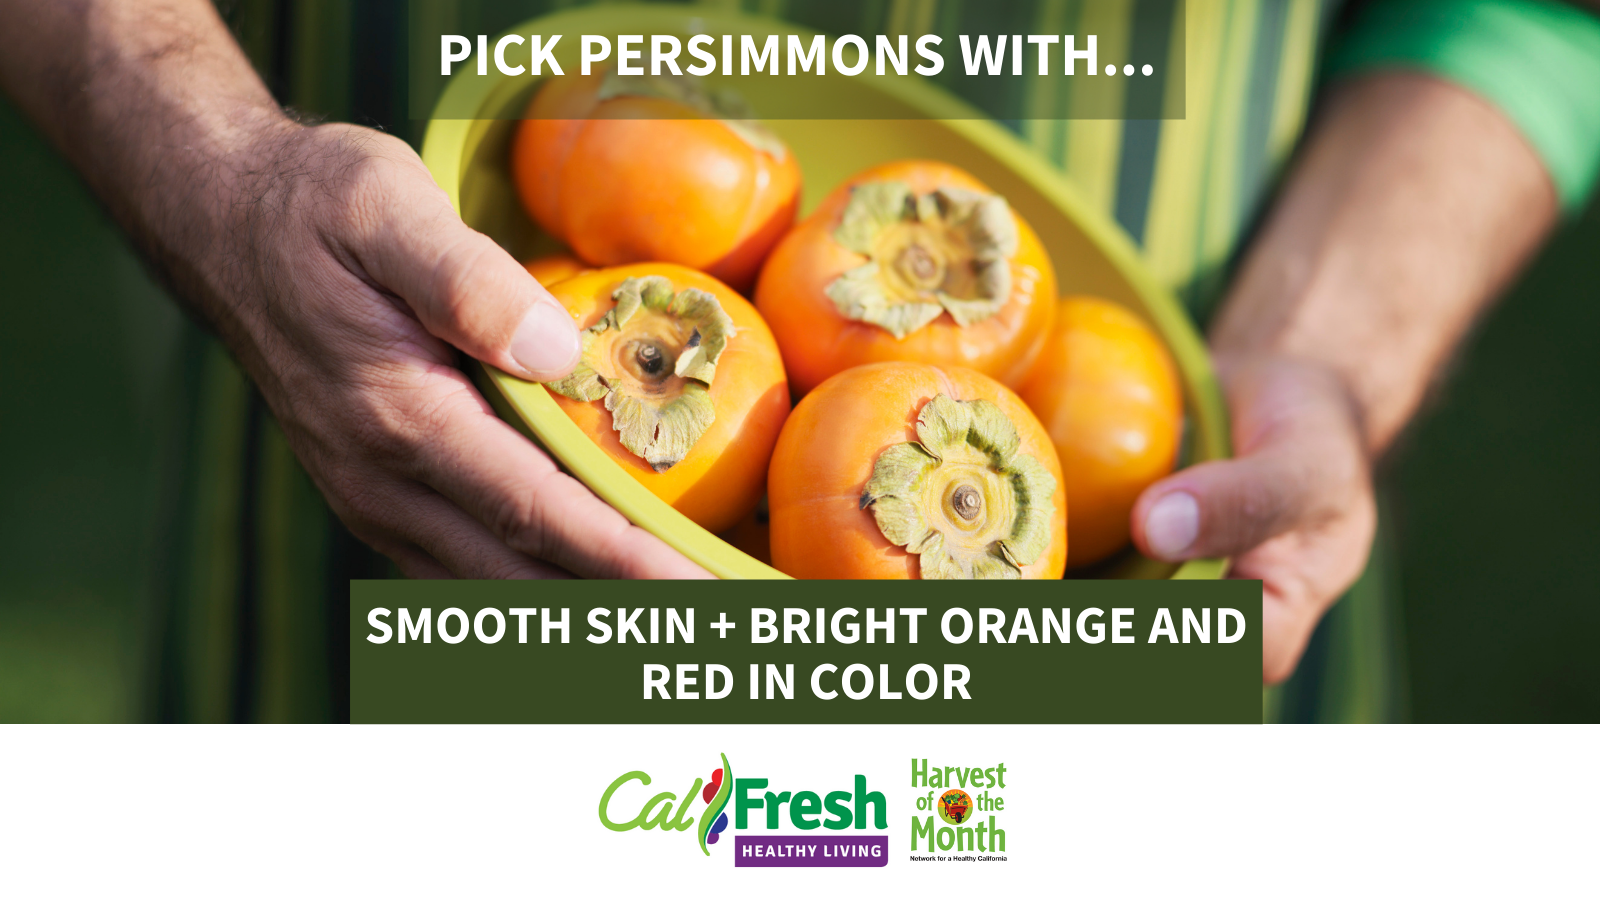 PICK PERSIMMONS WITH...
SMOOTH SKIN + BRIGHT ORANGE AND
RED IN COLOR
CalFresh
HEALTHY LIVING
Harvest
of the
Month
Network for a Healthy California